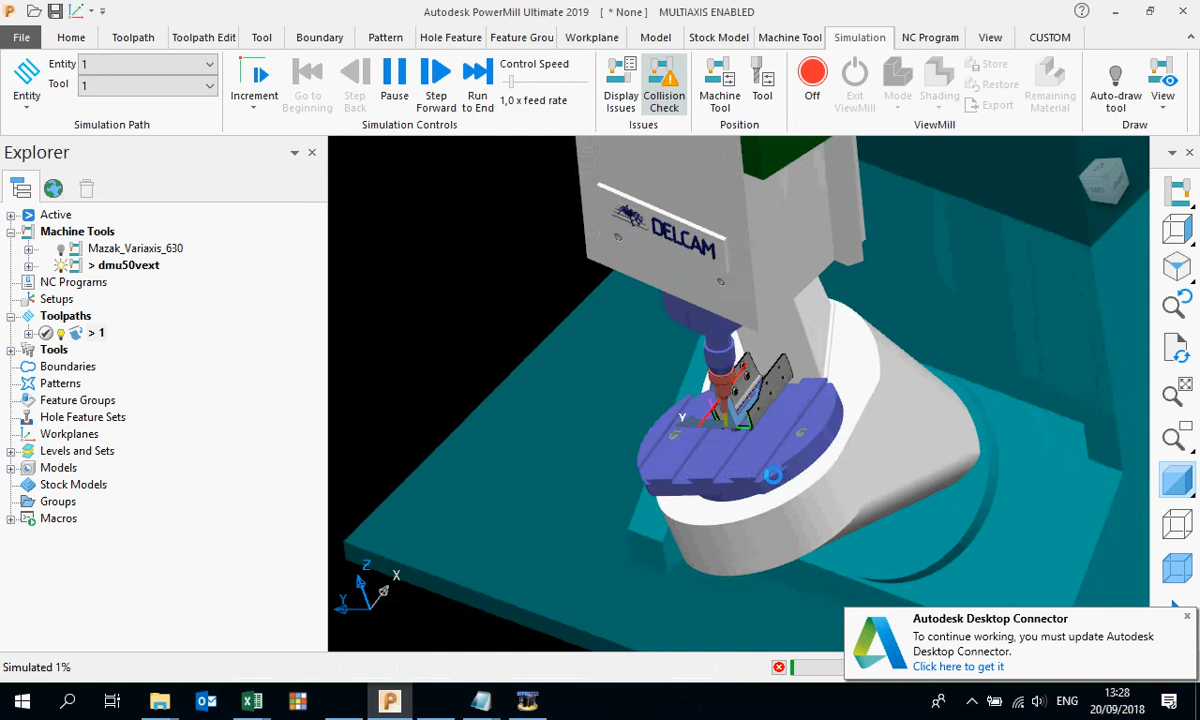 Autodesk PowerMill Ultimate 2019 [ * None ] MULTIAXIS ENABLED
File Home Toolpath Toolpath Edit Tool Boundary Pattern Hole Feature Feature Grou Workplane Model Stock Model Machine Tool Simulation NC Program View CUSTOM
Entity 1
Tool 1
Entity
Simulation Path
Increment
Go to Beginning
Step Back
Pause
Step Forward
Run to End
Control Speed
1,0 x feed rate
Simulation Controls
Display Issues
Collision Check
Issues
Machine Tool
Tool
Position
Off
Exit ViewMill
Mode
Shading
Store
Restore
Export
Remaining Material
ViewMill
Auto-draw tool
View
Draw
Explorer
Active
Machine Tools
Mazak_Variaxis_630
> dmu50vext
NC Programs
Setups
Toolpaths
> 1
Tools
Boundaries
Patterns
Feature Groups
Hole Feature Sets
Workplanes
Levels and Sets
Models
Stock Models
Groups
Macros
DELCAM
Y
Z
X
Y
Autodesk Desktop Connector
To continue working, you must update Autodesk
Desktop Connector.
Click here to get it
Simulated 1%
ENG
13:28
20/09/2018